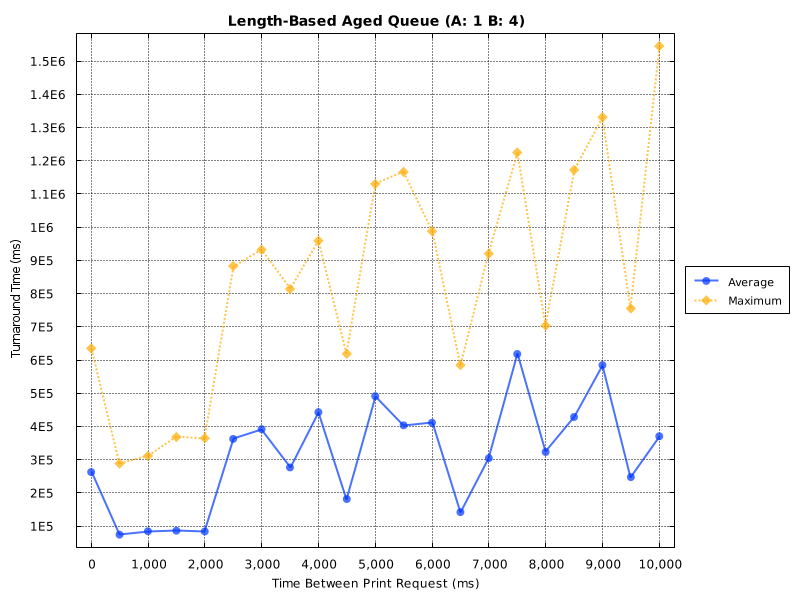 Length-Based Aged Queue (A: 1 B: 4)
1.5E6
1.4E6
1.3E6
1.2E6
1.1E6
1E6
9E5
8E5
7E5
6E5
5E5
4E5
3E5
2E5
1E5
Turnaround Time (ms)
0 1,000 2,000 3,000 4,000 5,000 6,000 7,000 8,000 9,000 10,000
Time Between Print Request (ms)
Average
Maximum